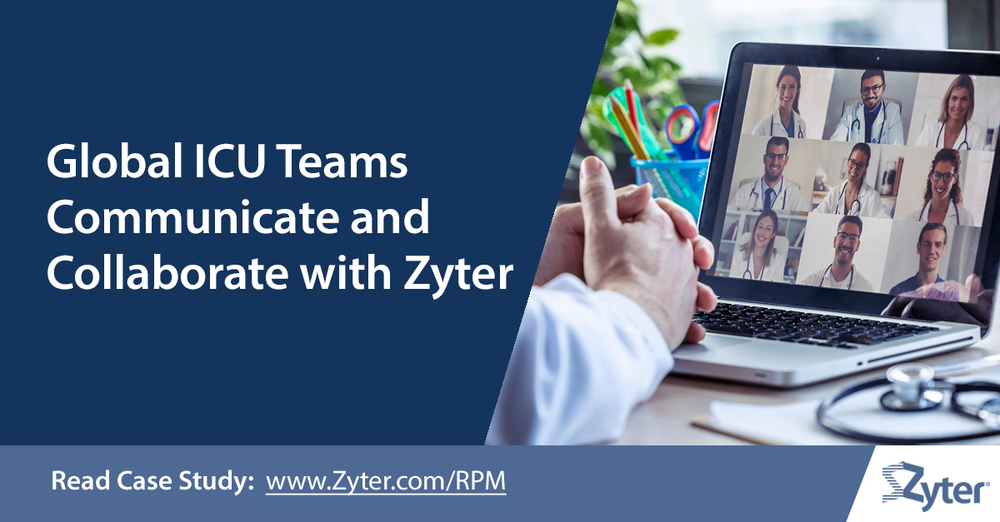 Global ICU Teams
Communicate and
Collaborate with Zyter
Read Case Study: www.Zyter.com/RPM
Zyter®